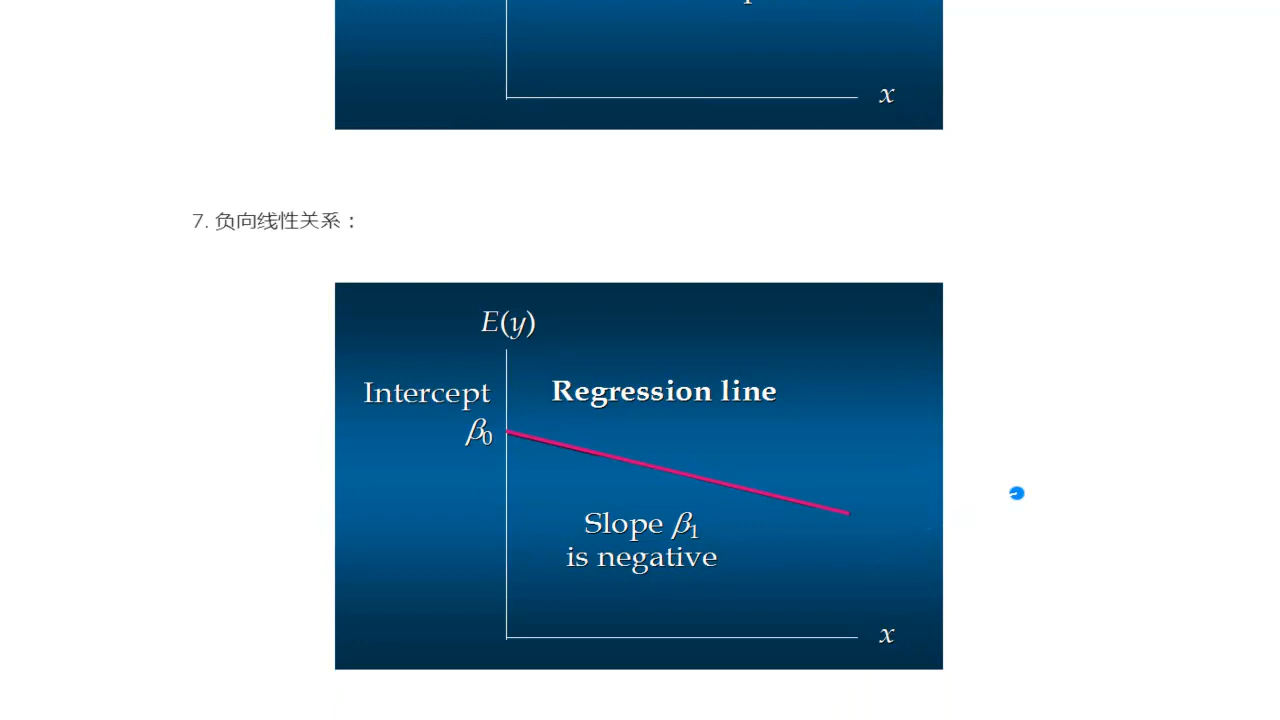 x
7. 负向线性关系：
E(y)
Intercept
β0
Regression line
Slope β1
is negative
x